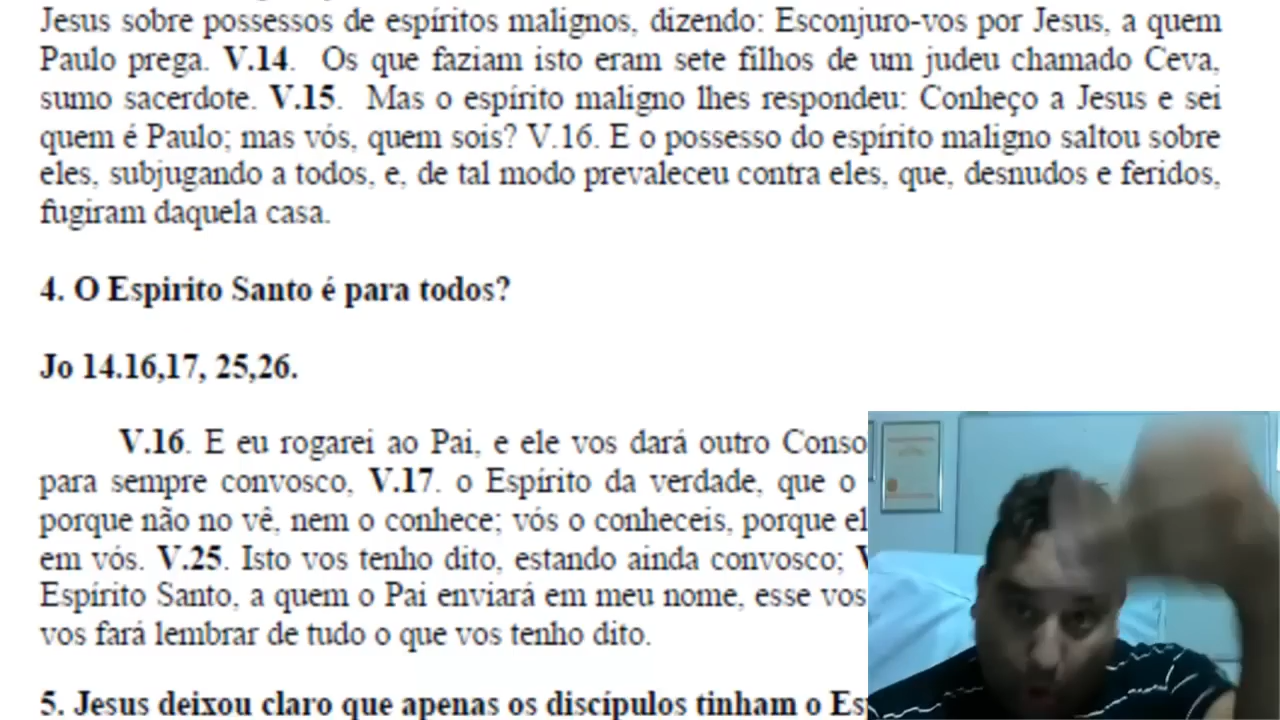 Jesus sobre possessos de espíritos malignos, dizendo: Esconjuro-vos por Jesus, a quem
Paulo prega. V.14. Os que faziam isto eram sete filhos de um judeu chamado Ceva,
sumo sacerdote. V.15. Mas o espírito maligno lhes respondeu: Conheço a Jesus e sei
quem é Paulo; mas vós, quem sois? V.16. E o possesso do espírito maligno saltou sobre
eles, subjugando a todos, e, de tal modo prevaleceu contra eles, que, desnudos e feridos,
fugiram daquela casa.
4. O Espirito Santo é para todos?
Jo 14.16,17, 25,26.
V.16. E eu rogarei ao Pai, e ele vos dará outro Conso
para sempre convosco, V.17. o Espírito da verdade, que o
porque não no vê, nem o conhece; vós o conheceis, porque el
em vós. V.25. Isto vos tenho dito, estando ainda convosco;
Espírito Santo, a quem o Pai enviará em meu nome, esse vos
vos fará lembrar de tudo o que vos tenho dito.
5. Jesus deixou claro que apenas os discípulos tinham o Es